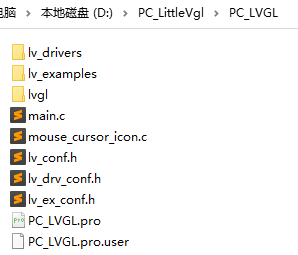 电脑 > 本地磁盘 (D:) > PC_LittleVgl > PC_LVGL
lv_drivers
lv_examples
lvgl
main.c
mouse_cursor_icon.c
lv_conf.h
lv_drv_conf.h
lv_ex_conf.h
PC_LVGL.pro
PC_LVGL.pro.user